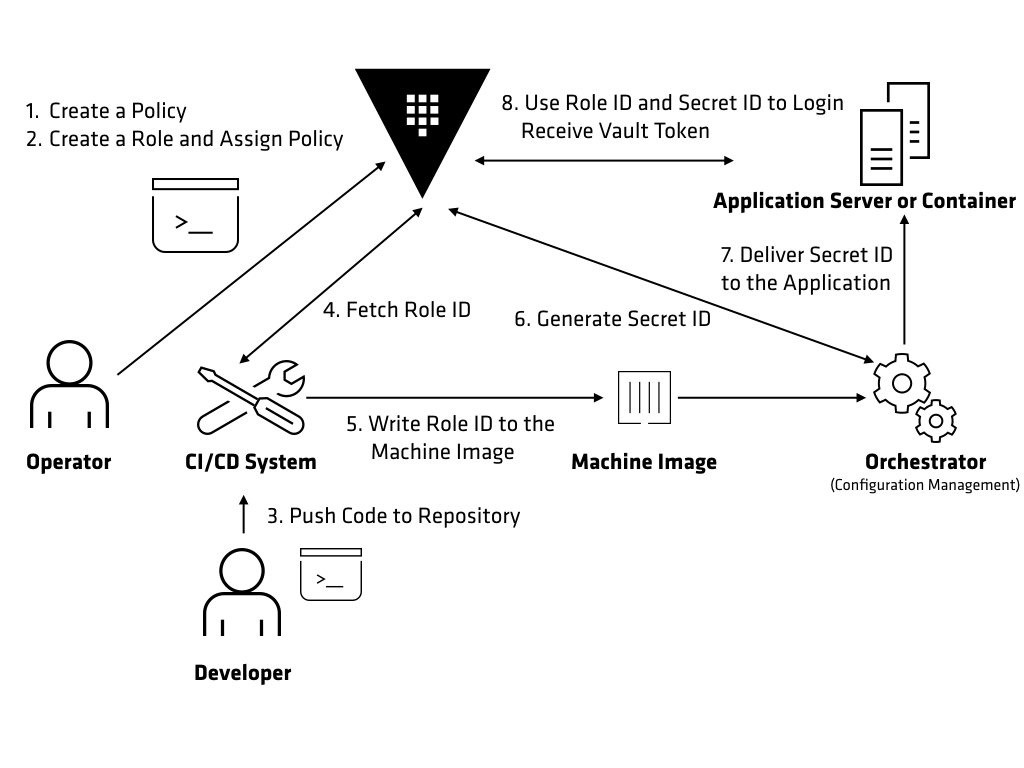 1. Create a Policy
2. Create a Role and Assign Policy
8. Use Role ID and Secret ID to Login
Receive Vault Token
>_
Application Server or Container
7. Deliver Secret ID
to the Application
4. Fetch Role ID
6. Generate Secret ID
5. Write Role ID to the
Machine Image
Operator
CI/CD System
Machine Image
Orchestrator
(Configuration Management)
3. Push Code to Repository
>_
Developer